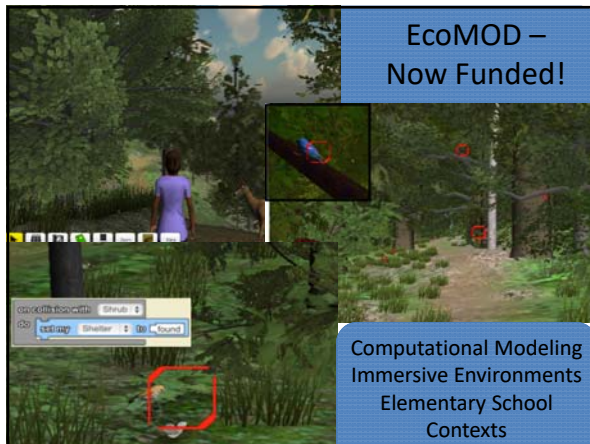 EcoMOD –
Now Funded!
on collision with Shrub
do set my Shelter to found
Computational Modeling
Immersive Environments
Elementary School
Contexts